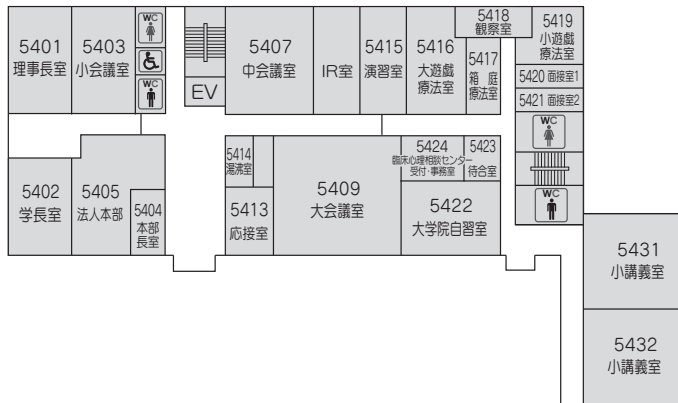 5401
理事長室
5403
小会議室
WC
EV
5407
中会議室
IR室
5415
演習室
5416
大遊戯
療法室
5417
箱庭
療法室
5418
観察室
5419
小遊戯
療法室
5420 面接室1
5421 面接室2
WC
WC
5402
学長室
5405
法人本部
5404
本部
長室
5414
湯沸室
5413
応接室
5409
大会議室
5424
臨床心理相談センター
受付・事務室
5423
待合室
5422
大学院自習室
5431
小講義室
5432
小講義室